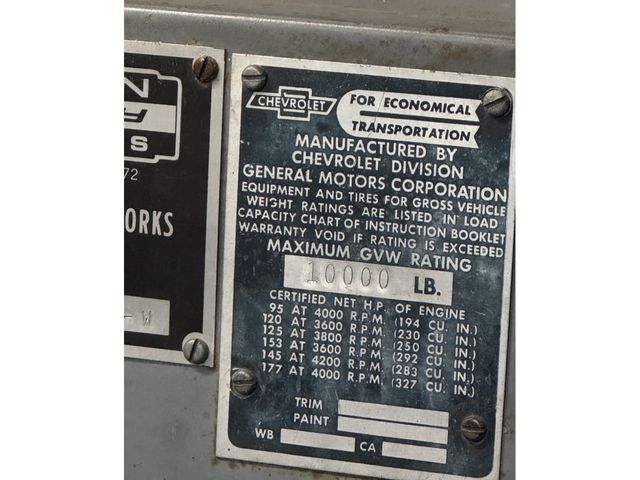 N
S
72
ORKS
- W
CHEVROLET
FOR ECONOMICAL
TRANSPORTATION
MANUFACTURED BY
CHEVROLET DIVISION
GENERAL MOTORS CORPORATION
EQUIPMENT AND TIRES FOR GROSS VEHICLE
WEIGHT RATINGS ARE LISTED IN LOAD
CAPACITY CHART OF INSTRUCTION BOOKLET
WARRANTY VOID IF RATING IS EXCEEDED
MAXIMUM GVW RATING
10000 LB.
CERTIFIED NET H.P. OF ENGINE
95 AT 4000 R.P.M. (194 CU. IN.)
120 AT 3600 R.P.M. (230 CU. IN.)
125 AT 3800 R.P.M. (250 CU. IN.)
153 AT 3600 R.P.M. (292 CU. IN.)
145 AT 4200 R.P.M. (283 CU. IN.)
177 AT 4000 R.P.M. (327 CU. IN.)
TRIM
PAINT
WB CA